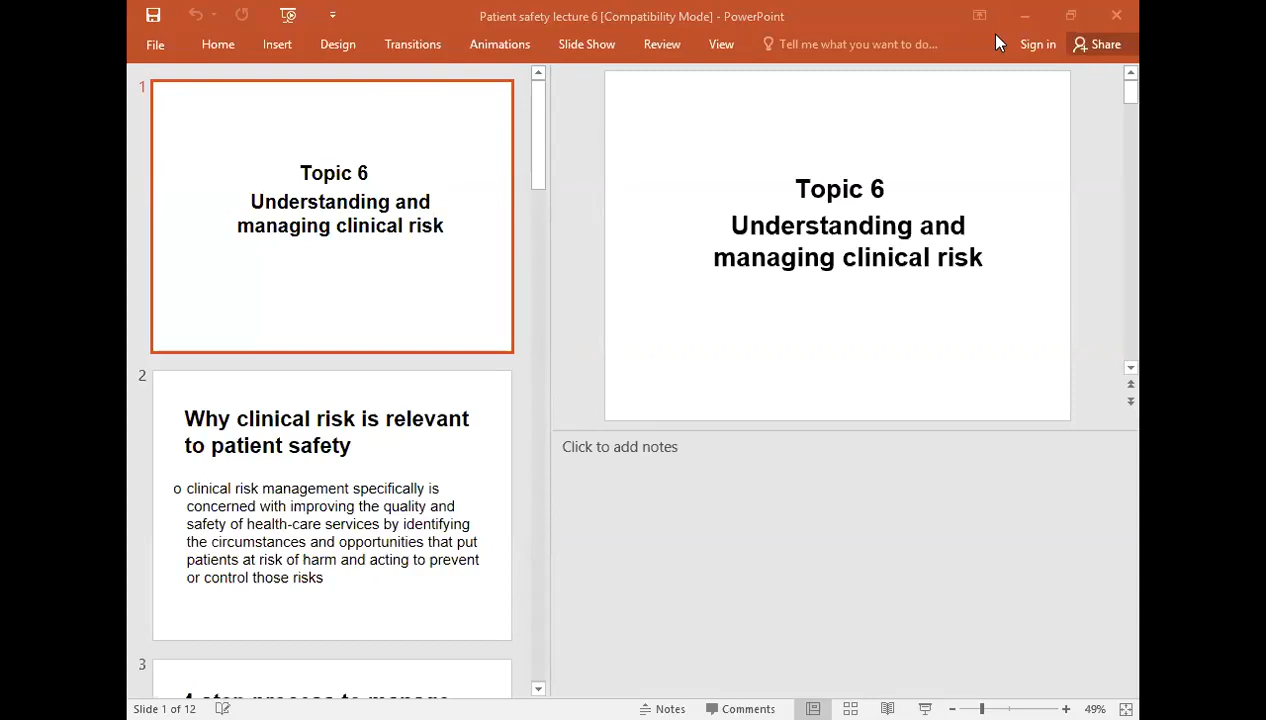 Patient safety lecture 6 [Compatibility Mode] - PowerPoint
File Home Insert Design Transitions Animations Slide Show Review View Tell me what you want to do... Sign in Share
1
Topic 6
Understanding and
managing clinical risk
2
Why clinical risk is relevant
to patient safety
o clinical risk management specifically is
concerned with improving the quality and
safety of health-care services by identifying
the circumstances and opportunities that put
patients at risk of harm and acting to prevent
or control those risks
3
4 step process to manage
Topic 6
Understanding and
managing clinical risk
Click to add notes
Slide 1 of 12 Notes Comments 49%